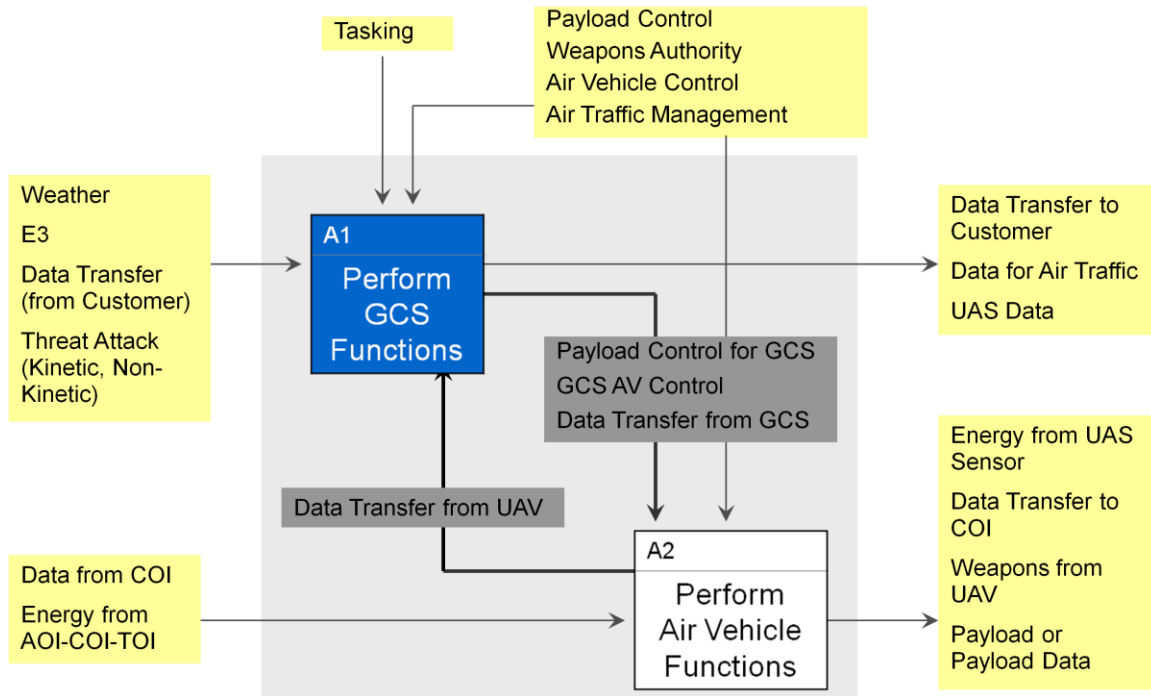 Tasking
Payload Control
Weapons Authority
Air Vehicle Control
Air Traffic Management
Weather
E3
Data Transfer
(from Customer)
Threat Attack
(Kinetic, Non-
Kinetic)
A1
Perform
GCS
Functions
Data Transfer to
Customer
Data for Air Traffic
UAS Data
Payload Control for GCS
GCS AV Control
Data Transfer from GCS
Data Transfer from UAV
Data from COI
Energy from
AOI-COI-TOI
A2
Perform
Air Vehicle
Functions
Energy from UAS
Sensor
Data Transfer to
COI
Weapons from
UAV
Payload or
Payload Data